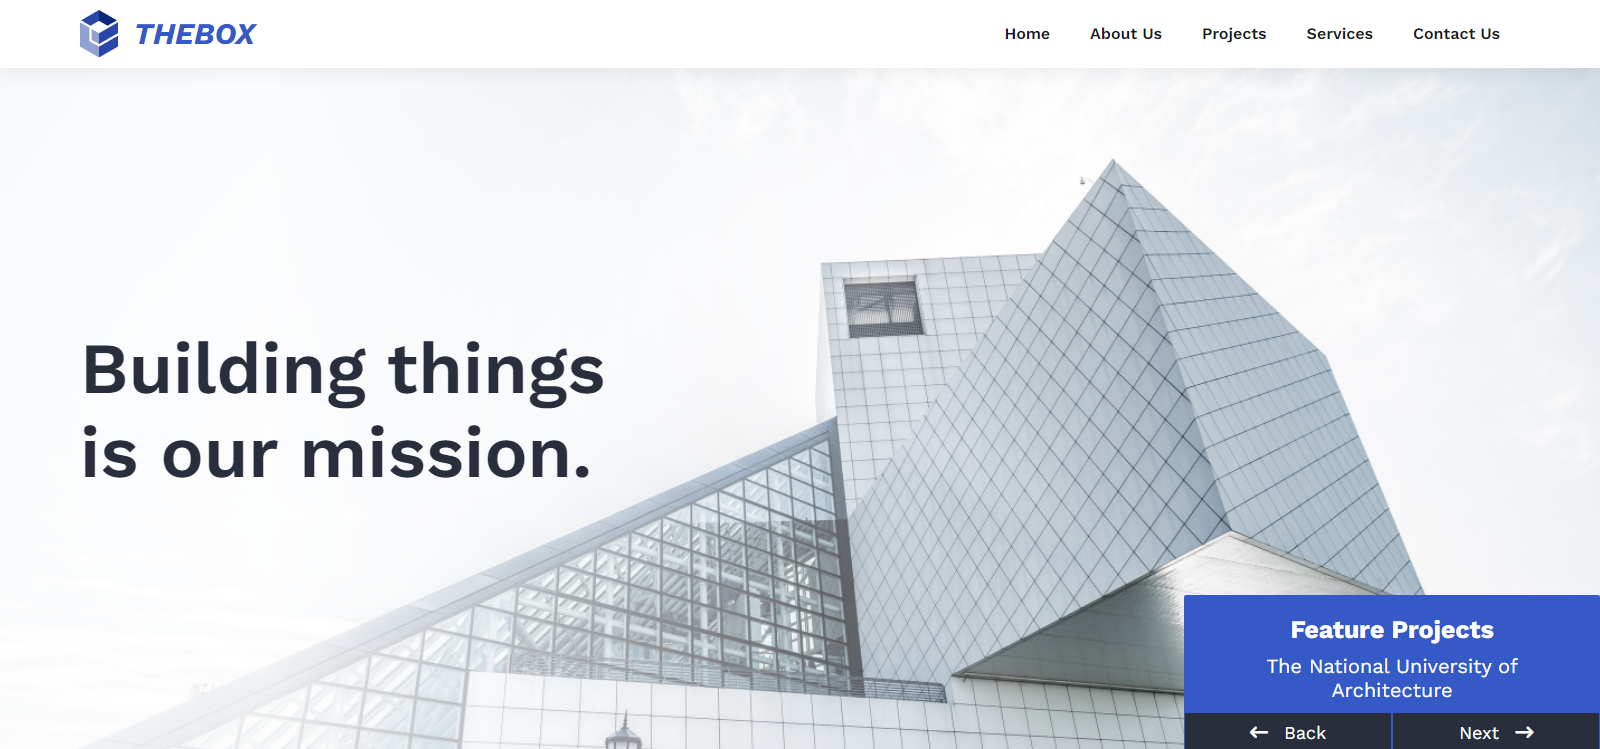 THEBOX
Home
About Us
Projects
Services
Contact Us
Building things
is our mission.
Feature Projects
The National University of
Architecture
Back
Next